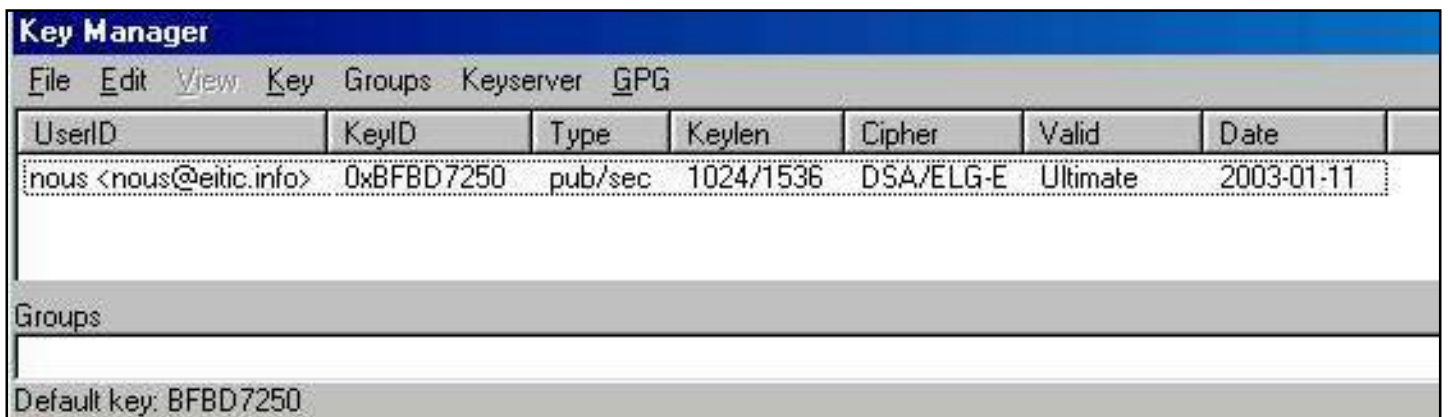 Key Manager
File Edit View Key Groups Keyserver GPG
UserID KeyID Type Keylen Cipher Valid Date
nous <nous@eitic.info> 0xBFBD7250 pub/sec 1024/1536 DSA/ELG-E Ultimate 2003-01-11
Groups
Default key: BFBD7250